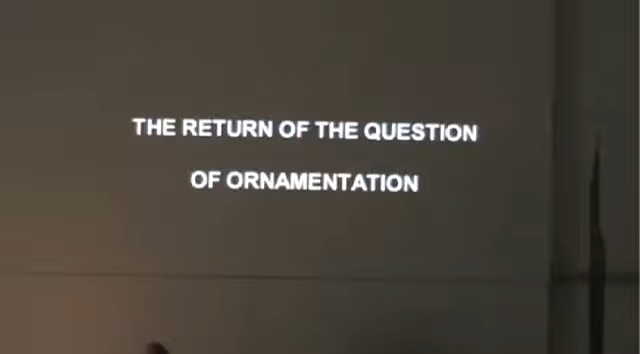 THE RETURN OF THE QUESTION
OF ORNAMENTATION